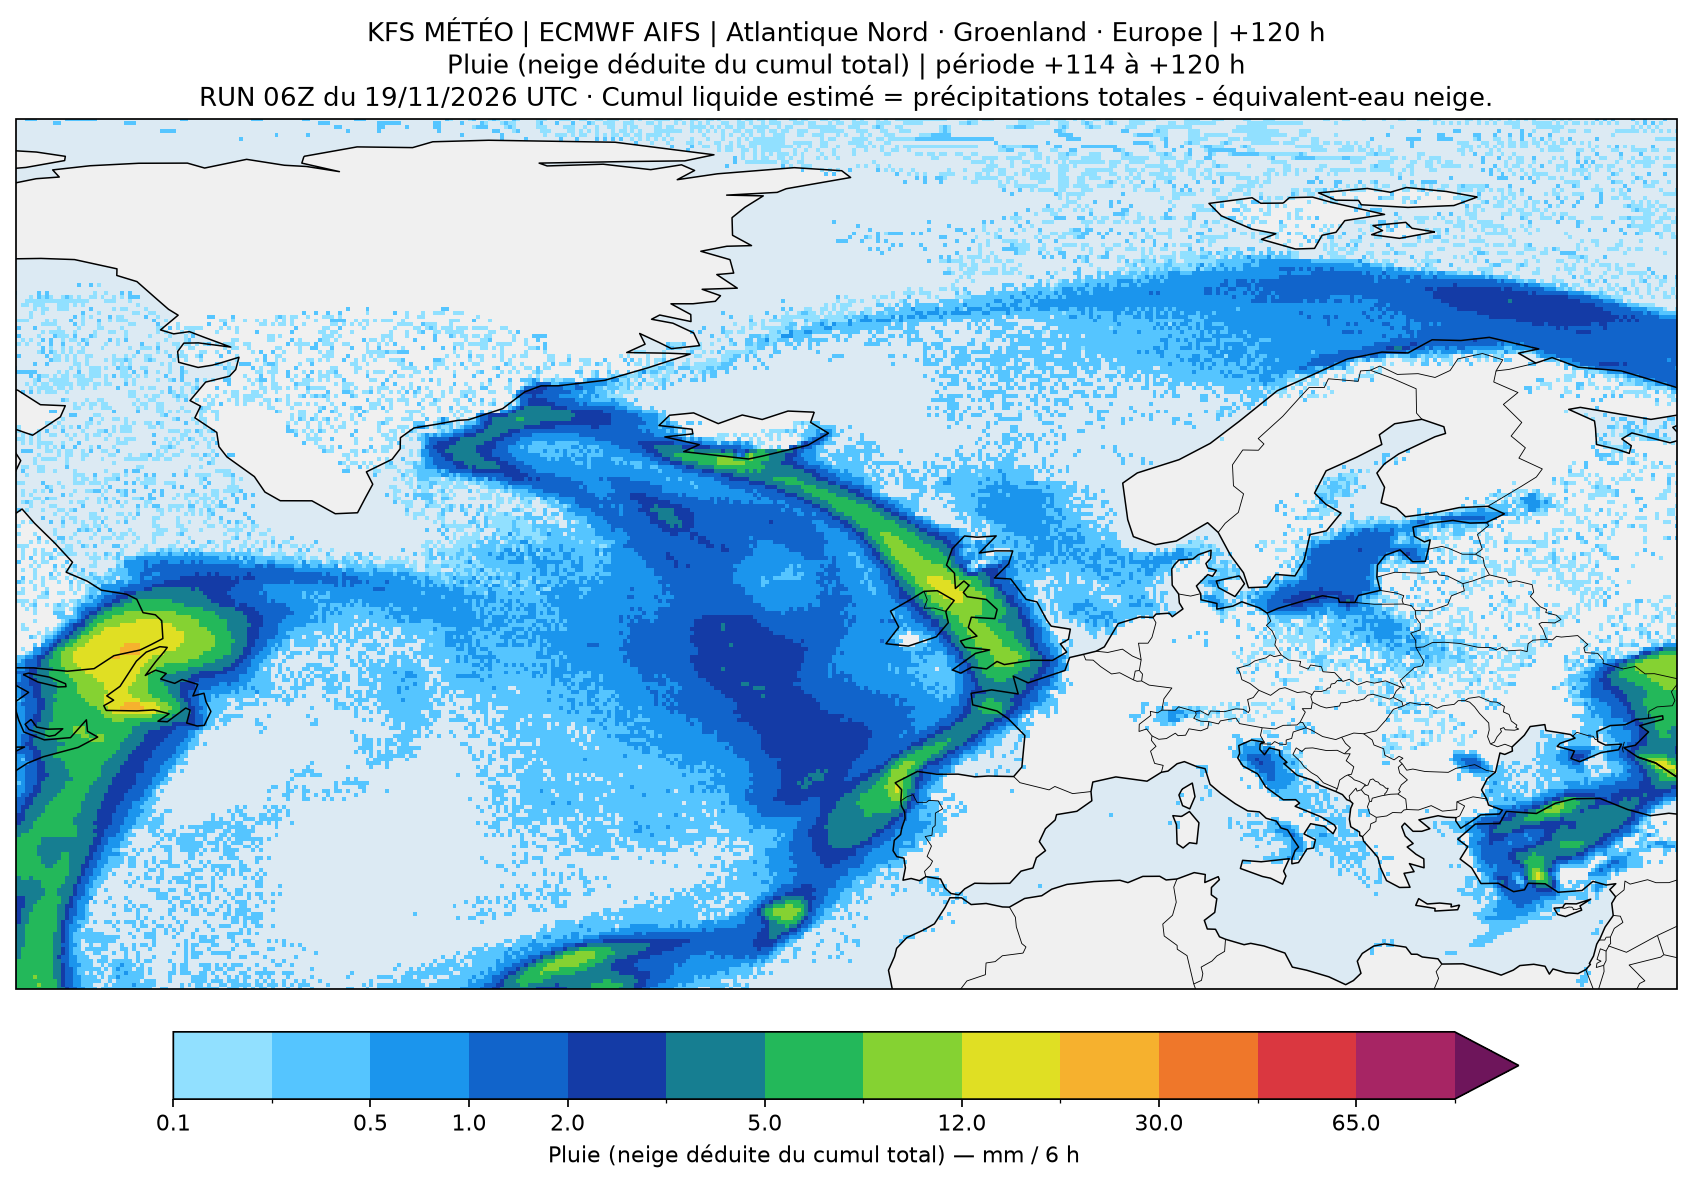 KFS MÉTÉO | ECMWF AIFS | Atlantique Nord · Groenland · Europe | +120 h
Pluie (neige déduite du cumul total) | période +114 à +120 h
RUN 06Z du 19/11/2026 UTC · Cumul liquide estimé = précipitations totales - équivalent-eau neige.
0.1 0.5 1.0 2.0 5.0 12.0 30.0 65.0
Pluie (neige déduite du cumul total) — mm / 6 h